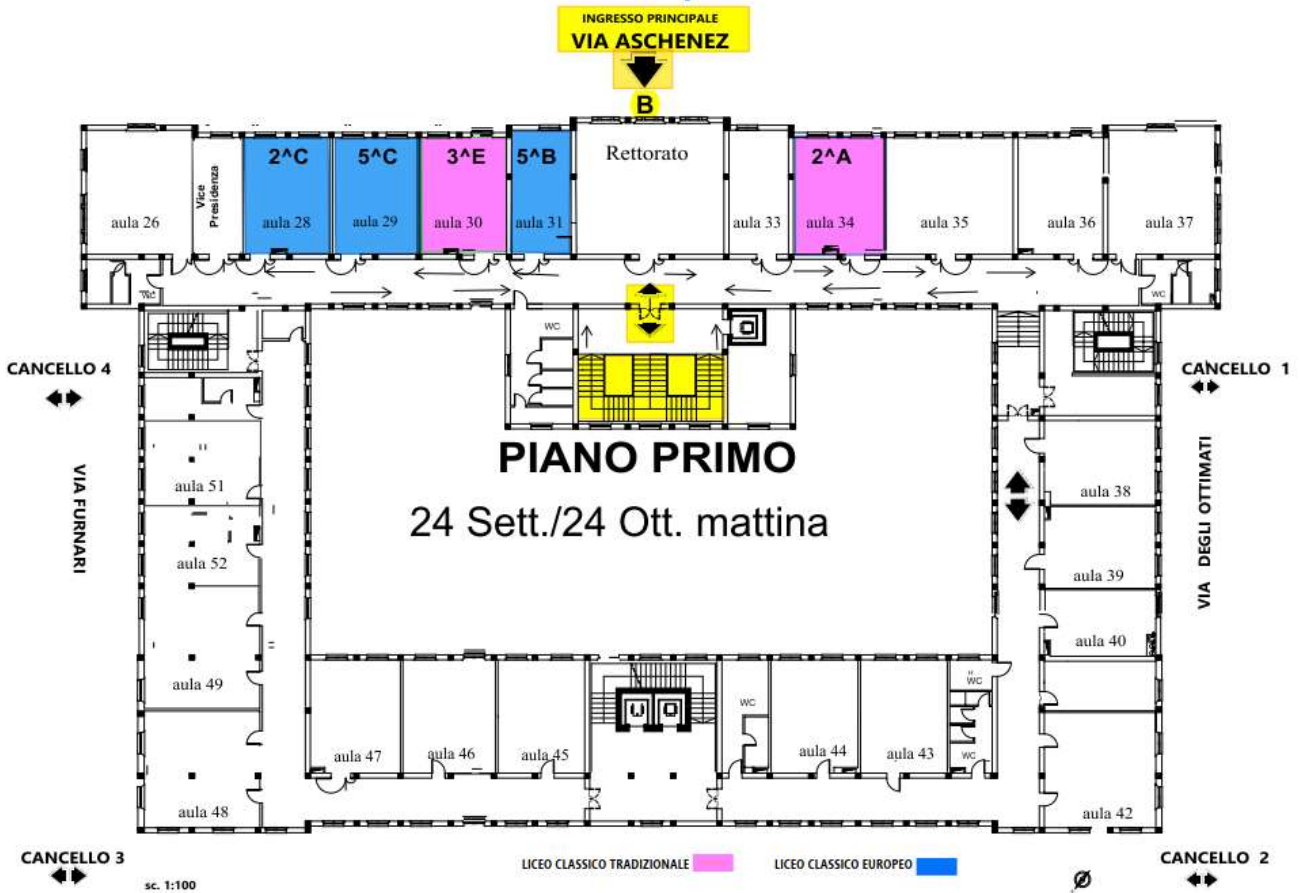 INGRESSO PRINCIPALE
VIA ASCHENEZ
B
2^C
5^C
3^E
5^B
Rettorato
2^A
Vice
Presidenza
aula 26
aula 28
aula 29
aula 30
aula 31
aula 33
aula 34
aula 35
aula 36
aula 37
WC
WC
WC
CANCELLO 4
CANCELLO 1
PIANO PRIMO
24 Sett./24 Ott. mattina
VIA FURNARI
VIA DEGLI OTTIMATI
aula 51
aula 38
aula 52
aula 39
aula 40
aula 49
WC
WC
aula 47
aula 46
aula 45
aula 44
aula 43
WC
aula 48
aula 42
CANCELLO 3
LICEO CLASSICO TRADIZIONALE
LICEO CLASSICO EUROPEO
CANCELLO 2
sc. 1:100